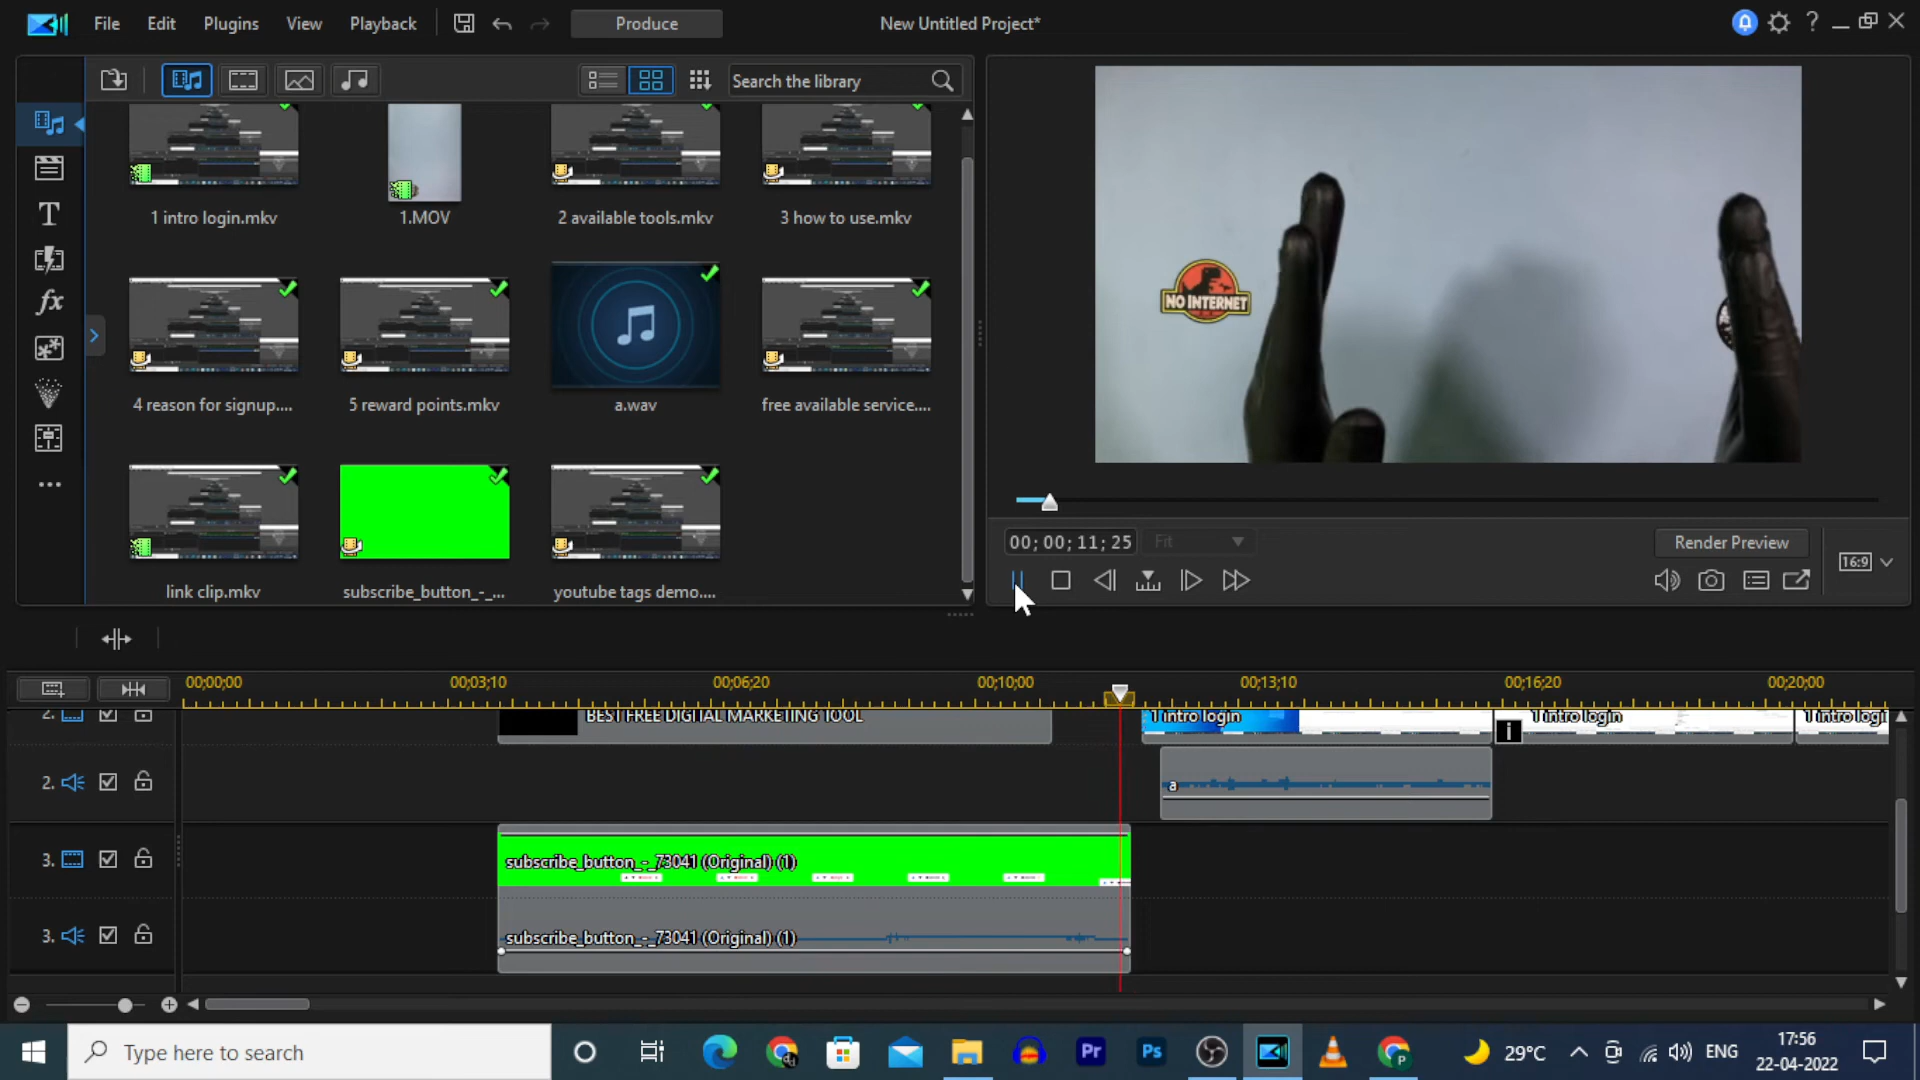 File Edit Plugins View Playback Produce New Untitled Project*
Search the library
1 intro login.mkv 1.MOV 2 available tools.mkv 3 how to use.mkv
4 reason for signup.... 5 reward points.mkv a.wav free available service....
link clip.mkv subscribe_button_-_... youtube tags demo....
NO INTERNET
00; 00; 11; 25 Fit Render Preview
16:9
00;00;00 00;03;10 00;06;20 00;10;00 00;13;10 00;16;20 00;20;00
2. BEST FREE DIGITAL MARKETING TOOL 1 intro login 1 intro login 1 intro logi
2. a
3. subscribe_button_-_73041 (Original) (1)
3. subscribe_button_-_73041 (Original) (1)
Type here to search Pr Ps P 29°C ENG 17:56
22-04-2022